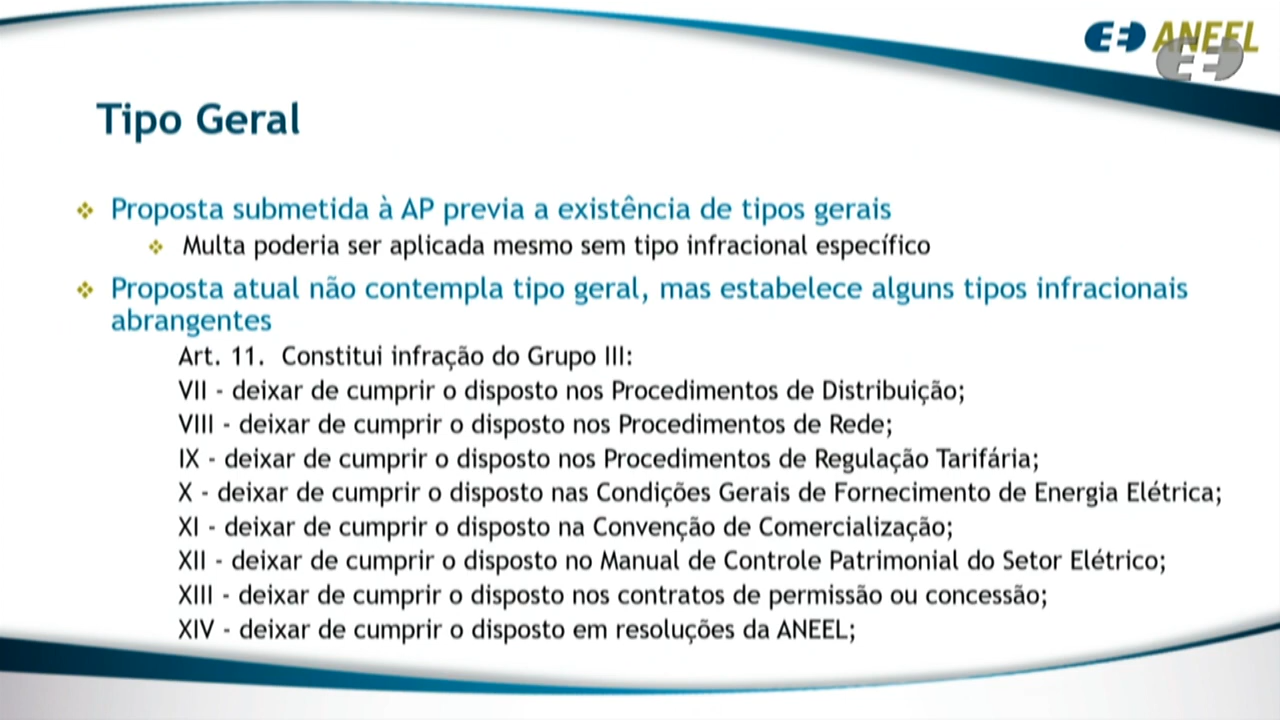 ANEEL
Tipo Geral
Proposta submetida à AP previa a existência de tipos gerais
Multa poderia ser aplicada mesmo sem tipo infracional específico
Proposta atual não contempla tipo geral, mas estabelece alguns tipos infracionais
abrangentes
Art. 11. Constitui infração do Grupo III:
VII - deixar de cumprir o disposto nos Procedimentos de Distribuição;
VIII - deixar de cumprir o disposto nos Procedimentos de Rede;
IX - deixar de cumprir o disposto nos Procedimentos de Regulação Tarifária;
X - deixar de cumprir o disposto nas Condições Gerais de Fornecimento de Energia Elétrica;
XI - deixar de cumprir o disposto na Convenção de Comercialização;
XII - deixar de cumprir o disposto no Manual de Controle Patrimonial do Setor Elétrico;
XIII - deixar de cumprir o disposto nos contratos de permissão ou concessão;
XIV - deixar de cumprir o disposto em resoluções da ANEEL;